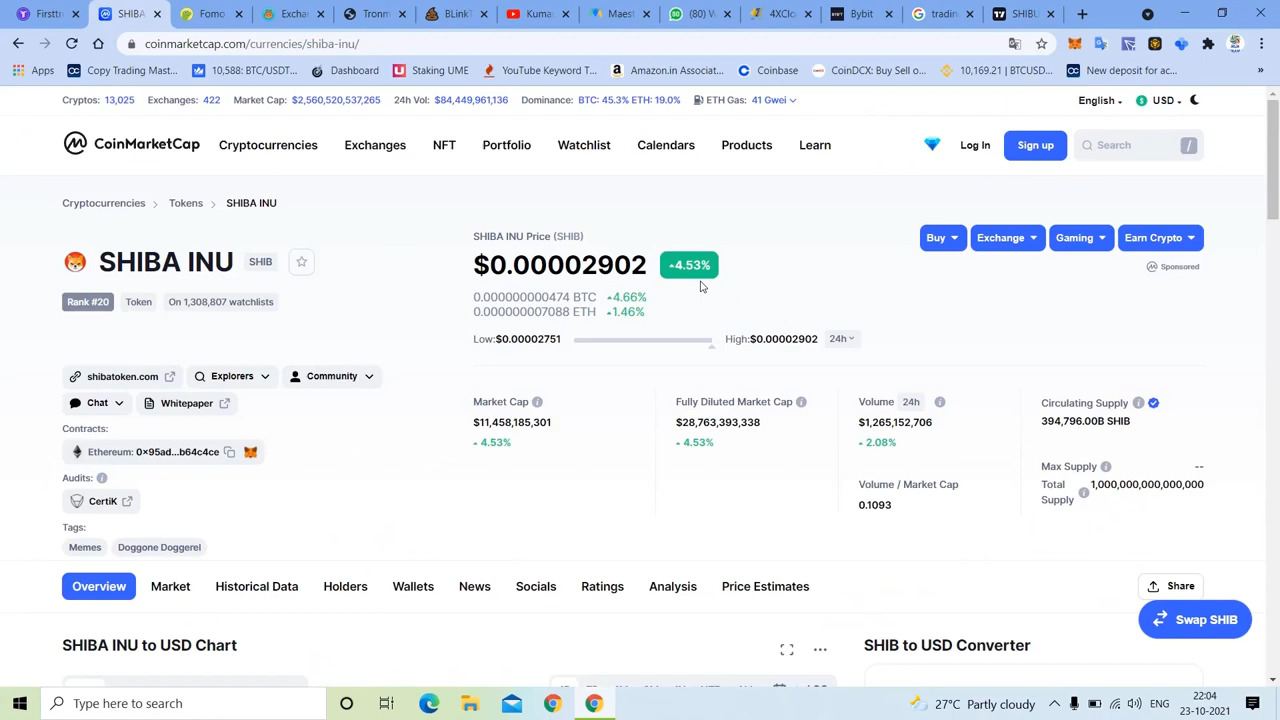 Firstb
SHIBA
Kuma
Tronm
BLINK
Maest
(80) W
4XClo
Bybit
tradin
SHIBU
coinmarketcap.com/currencies/shiba-inu/
Apps
Copy Trading Mast...
10,588: BTC/USDT...
Dashboard
Staking UME
YouTube Keyword T...
Amazon.in Associat...
Coinbase
CoinDCX: Buy Sell o...
10,169.21 | BTCUSD...
New deposit for ac...
Cryptos: 13,025 Exchanges: 422 Market Cap: $2,560,520,537,265 24h Vol: $84,449,961,136 Dominance: BTC: 45.3% ETH: 19.0% ETH Gas: 41 Gwei
English
USD
CoinMarketCap
Cryptocurrencies
Exchanges
NFT
Portfolio
Watchlist
Calendars
Products
Learn
Log In
Sign up
Search
/
Cryptocurrencies
Tokens
SHIBA INU
SHIBA INU SHIB
Rank #20
Token
On 1,308,807 watchlists
SHIBA INU Price (SHIB)
$0.00002902 4.53%
0.000000000474 BTC 4.66%
0.000000007088 ETH 1.46%
Low:$0.00002751
High:$0.00002902
24h
Buy
Exchange
Gaming
Earn Crypto
Sponsored
shibatoken.com
Explorers
Community
Chat
Whitepaper
Contracts:
Ethereum: 0x95ad...b64c4ce
Audits:
CertiK
Tags:
Memes
Doggone Doggerel
Market Cap
$11,458,185,301
4.53%
Fully Diluted Market Cap
$28,763,393,338
4.53%
Volume 24h
$1,265,152,706
2.08%
Volume / Market Cap
0.1093
Circulating Supply
394,796.00B SHIB
Max Supply --
Total Supply 1,000,000,000,000,000
Overview
Market
Historical Data
Holders
Wallets
News
Socials
Ratings
Analysis
Price Estimates
Share
Swap SHIB
SHIBA INU to USD Chart
SHIB to USD Converter
Type here to search
27°C Partly cloudy
ENG
22:04
23-10-2021